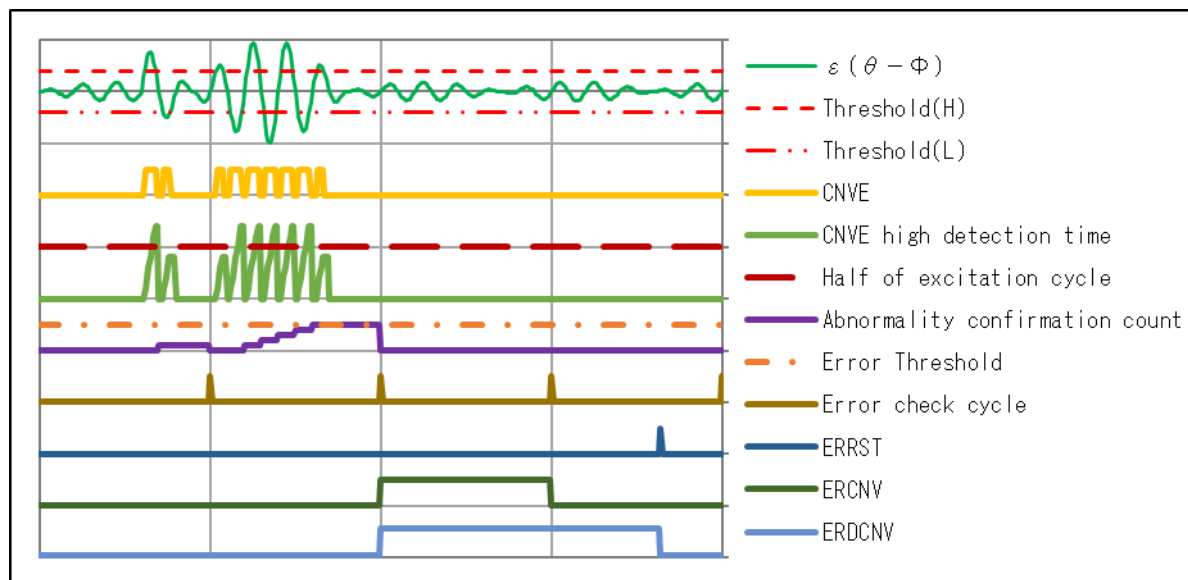 ε(θ－Φ)
Threshold(H)
Threshold(L)
CNVE
CNVE high detection time
Half of excitation cycle
Abnormality confirmation count
Error Threshold
Error check cycle
ERRST
ERCNV
ERDCNV